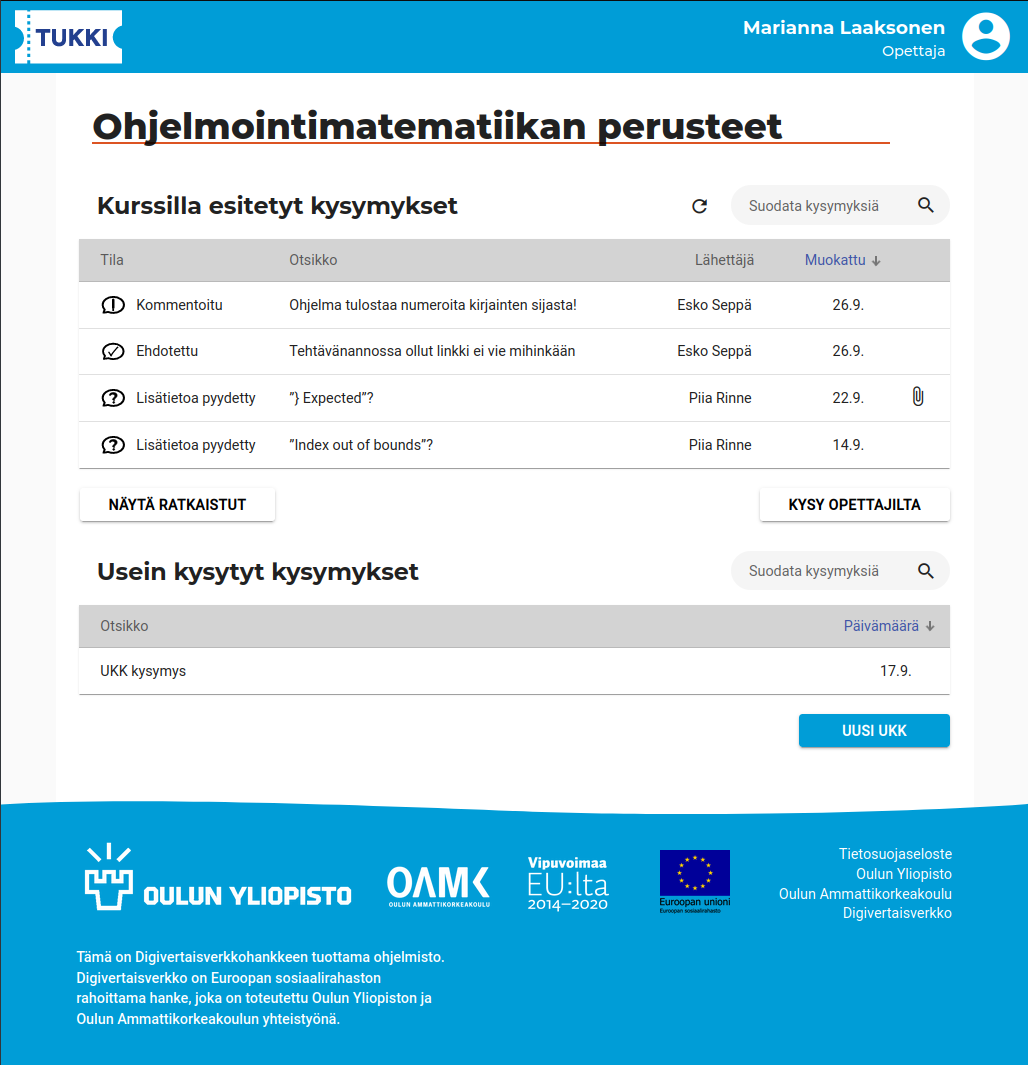 TUKKI
Marianna Laaksonen
Opettaja
Ohjelmointimatematiikan perusteet
Kurssilla esitetyt kysymykset
Suodata kysymyksiä
Tila Otsikko Lähettäjä Muokattu
Kommentoitu Ohjelma tulostaa numeroita kirjainten sijasta! Esko Seppä 26.9.
Ehdotettu Tehtävänannossa ollut linkki ei vie mihinkään Esko Seppä 26.9.
Lisätietoa pyydetty ”} Expected”? Piia Rinne 22.9.
Lisätietoa pyydetty ”Index out of bounds”? Piia Rinne 14.9.
NÄYTÄ RATKAISTUT KYSY OPETTAJILTA
Usein kysytyt kysymykset
Suodata kysymyksiä
Otsikko Päivämäärä
UKK kysymys 17.9.
UUSI UKK
OULUN YLIOPISTO
OAMK
OULUN AMMATTIKORKEAKOULU
Vipuvoimaa
EU:lta
2014–2020
Euroopan unioni
Euroopan sosiaalirahasto
Tietosuojaseloste
Oulun Yliopisto
Oulun Ammattikorkeakoulu
Digivertaisverkko
Tämä on Digivertaisverkkohankkeen tuottama ohjelmisto.
Digivertaisverkko on Euroopan sosiaalirahaston
rahoittama hanke, joka on toteutettu Oulun Yliopiston ja
Oulun Ammattikorkeakoulun yhteistyönä.